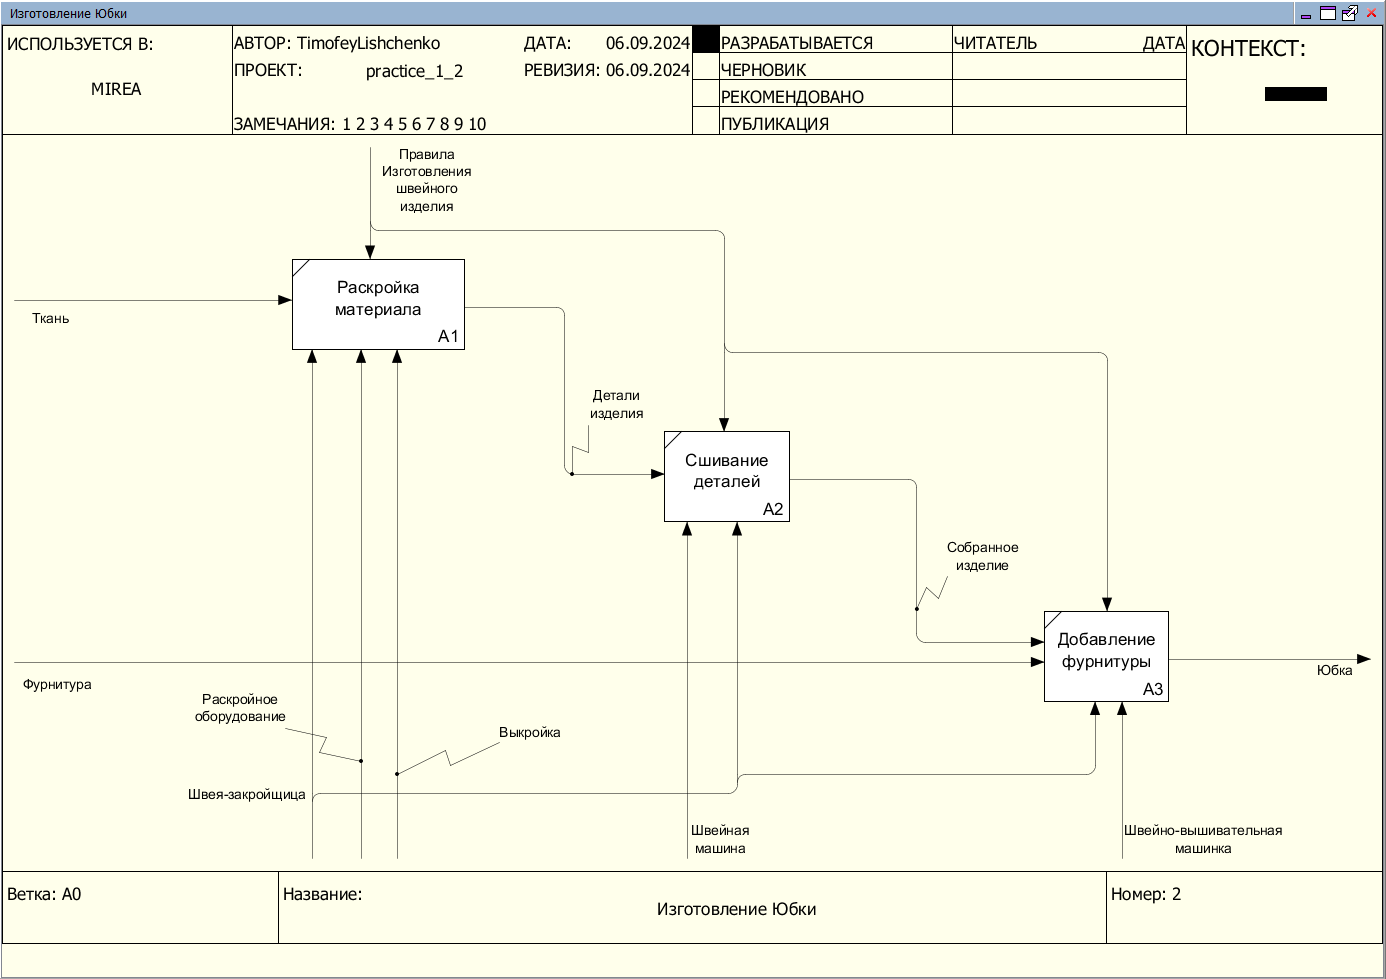 Изготовление Юбки
ИСПОЛЬЗУЕТСЯ В:
MIREA
АВТОР: TimofeyLishchenko
ДАТА: 06.09.2024
ПРОЕКТ: practice_1_2
РЕВИЗИЯ: 06.09.2024
ЗАМЕЧАНИЯ: 1 2 3 4 5 6 7 8 9 10
РАЗРАБАТЫВАЕТСЯ
ЧЕРНОВИК
РЕКОМЕНДОВАНО
ПУБЛИКАЦИЯ
ЧИТАТЕЛЬ
ДАТА
КОНТЕКСТ:
Правила
Изготовления
швейного
изделия
Раскройка
материала
A1
Ткань
Детали
изделия
Сшивание
деталей
A2
Собранное
изделие
Добавление
фурнитуры
A3
Юбка
Фурнитура
Раскройное
оборудование
Выкройка
Швея-закройщица
Швейная
машина
Швейно-вышивательная
машинка
Ветка: A0
Название:
Изготовление Юбки
Номер: 2